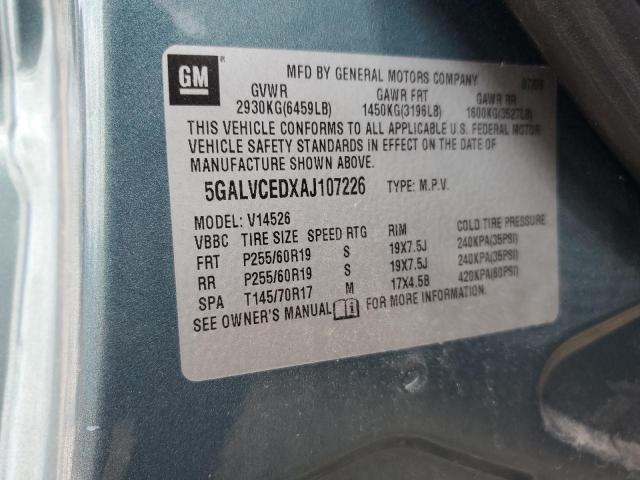 GM
MFD BY GENERAL MOTORS COMPANY
GVWR GAWR FRT GAWR RR
2930KG(6459LB) 1450KG(3196LB) 1600KG(3527LB)
THIS VEHICLE CONFORMS TO ALL APPLICABLE U.S. FEDERAL MOTOR
VEHICLE SAFETY STANDARDS IN EFFECT ON THE DATE OF
MANUFACTURE SHOWN ABOVE.
5GALVCEDXAJ107226 TYPE: M.P.V.
MODEL: V14526
VBBC TIRE SIZE SPEED RTG RIM COLD TIRE PRESSURE
FRT P255/60R19 S 19X7.5J 240KPA(35PSI)
RR P255/60R19 S 19X7.5J 240KPA(35PSI)
SPA T145/70R17 M 17X4.5B 420KPA(60PSI)
SEE OWNER'S MANUAL FOR MORE INFORMATION.